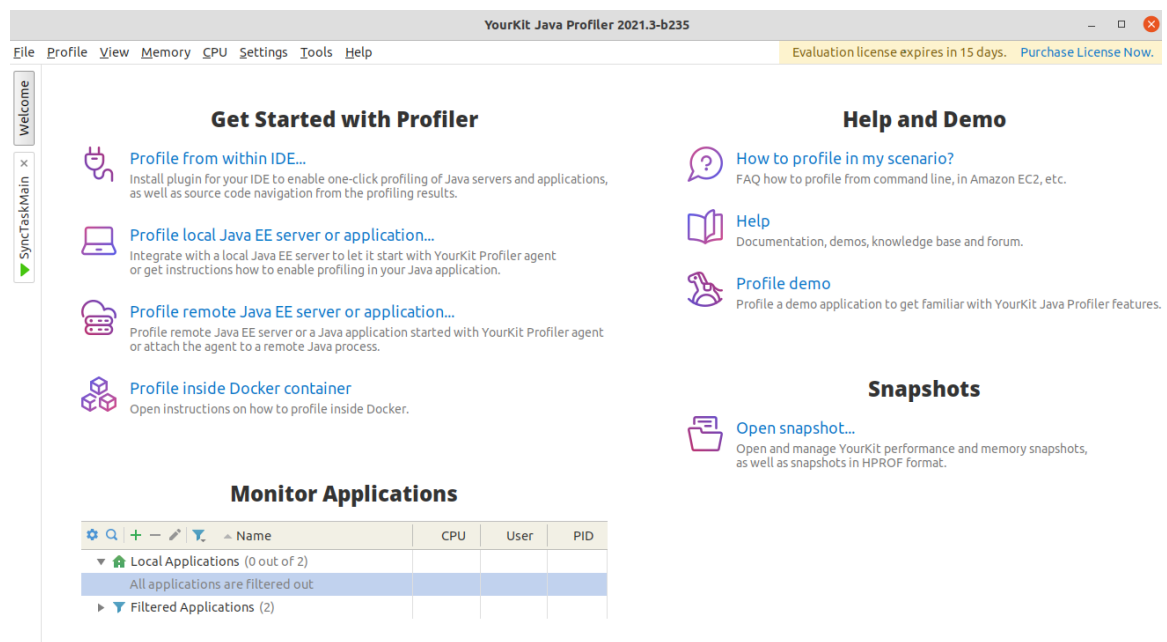 YourKit Java Profiler 2021.3-b235
File Profile View Memory CPU Settings Tools Help
Evaluation license expires in 15 days. Purchase License Now.
Welcome
SyncTaskMain
Get Started with Profiler
Profile from within IDE...
Install plugin for your IDE to enable one-click profiling of Java servers and applications,
as well as source code navigation from the profiling results.
Profile local Java EE server or application...
Integrate with a local Java EE server to let it start with YourKit Profiler agent
or get instructions how to enable profiling in your Java application.
Profile remote Java EE server or application...
Profile remote Java EE server or a Java application started with YourKit Profiler agent
or attach the agent to a remote Java process.
Profile inside Docker container
Open instructions on how to profile inside Docker.
Monitor Applications
Name CPU User PID
Local Applications (0 out of 2)
All applications are filtered out
Filtered Applications (2)
Help and Demo
How to profile in my scenario?
FAQ how to profile from command line, in Amazon EC2, etc.
Help
Documentation, demos, knowledge base and forum.
Profile demo
Profile a demo application to get familiar with YourKit Java Profiler features.
Snapshots
Open snapshot...
Open and manage YourKit performance and memory snapshots,
as well as snapshots in HPROF format.